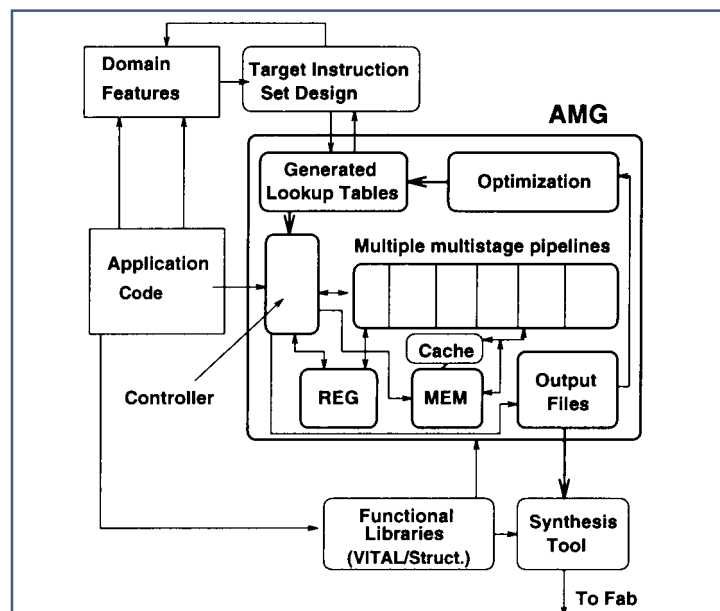 Domain
Features
Target Instruction
Set Design
AMG
Generated
Lookup Tables
Optimization
Application
Code
Multiple multistage pipelines
Cache
Controller
REG
MEM
Output
Files
Functional
Libraries
(VITAL/Struct.)
Synthesis
Tool
To Fab